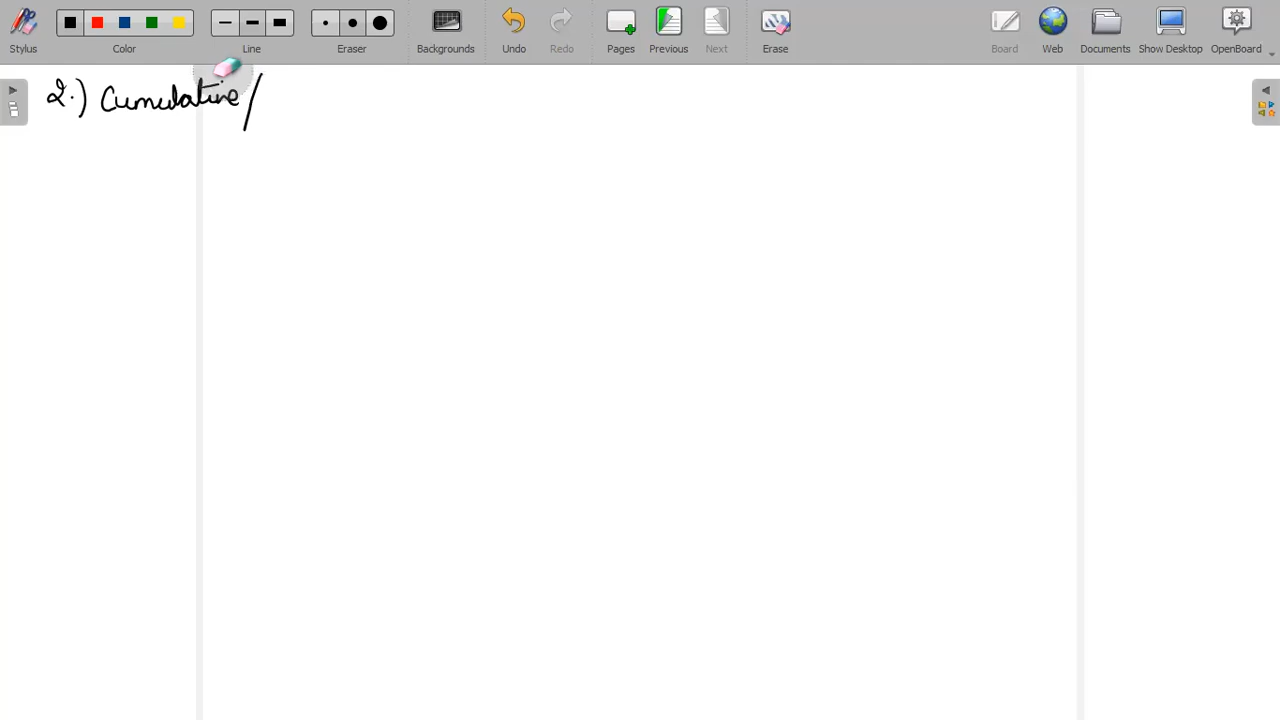 Stylus Color Line Eraser Backgrounds Undo Redo Pages Previous Next Erase Board Web Documents Show Desktop OpenBoard
2.) Cumulative /